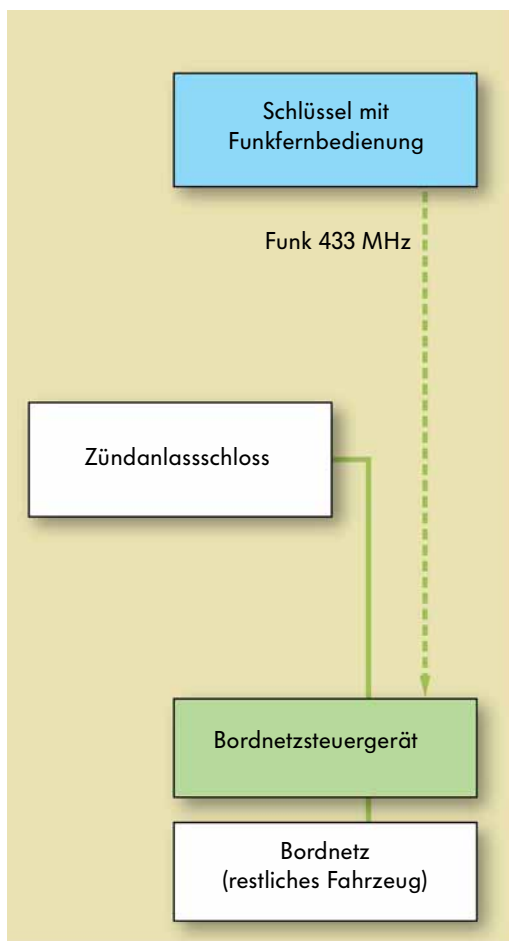 Schlüssel mit
Funkfernbedienung
Funk 433 MHz
Zündanlassschloss
Bordnetzsteuergerät
Bordnetz
(restliches Fahrzeug)